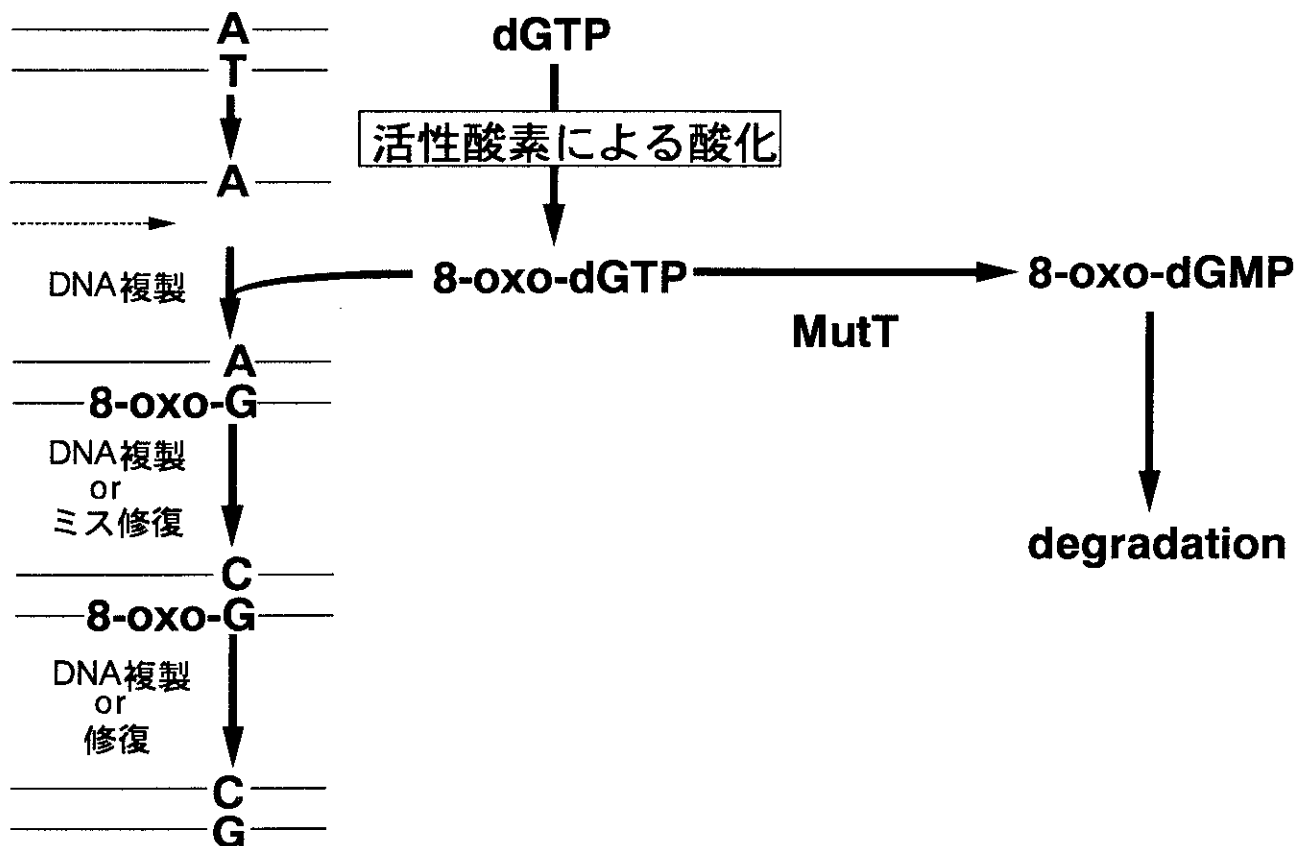 A
T
A
DNA複製
A
8-oxo-G
DNA複製
or
ミス修復
C
8-oxo-G
DNA複製
or
修復
C
G
dGTP
活性酸素による酸化
8-oxo-dGTP
MutT
8-oxo-dGMP
degradation